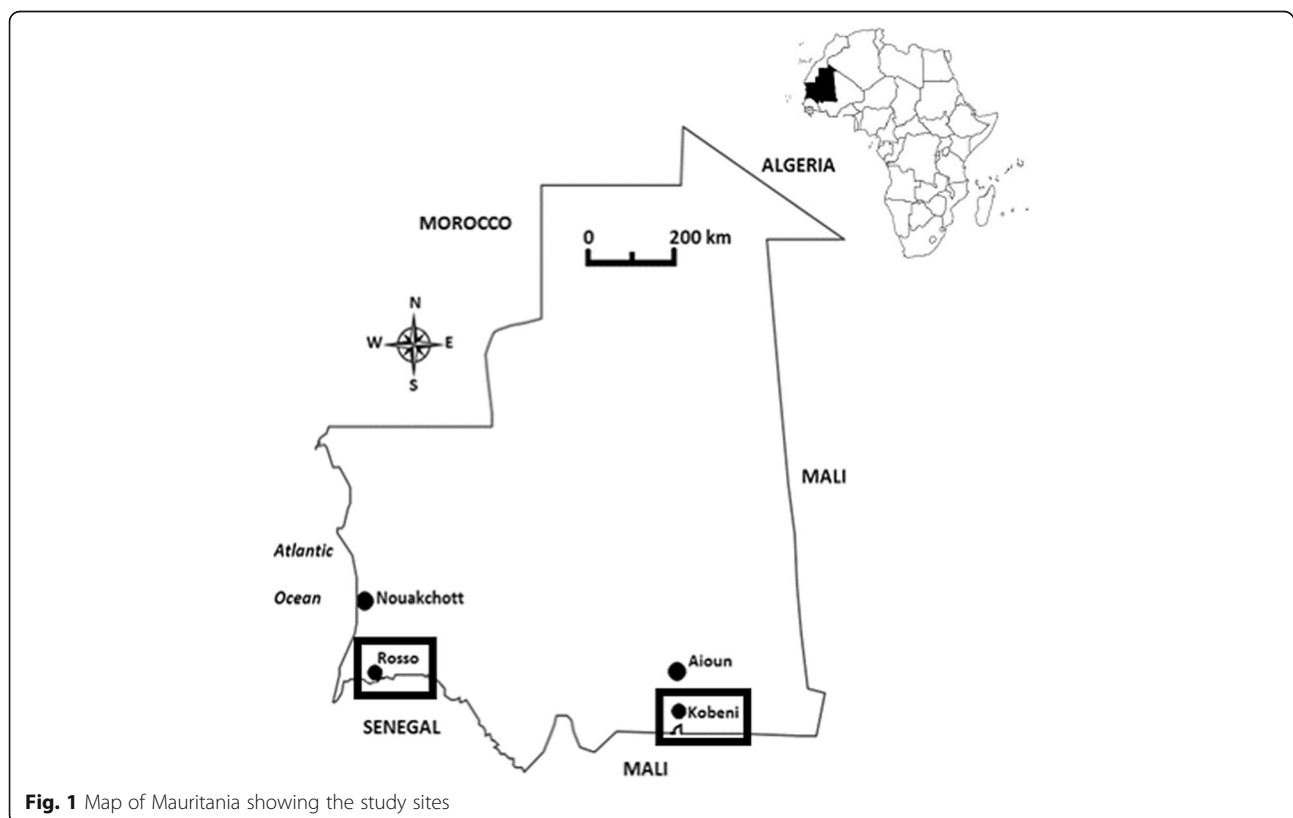 ALGERIA
MOROCCO
0 200 km
N
W E
S
MALI
Atlantic
Ocean
Nouakchott
Rosso
Aioun
Kobeni
SENEGAL
MALI
Fig. 1 Map of Mauritania showing the study sites